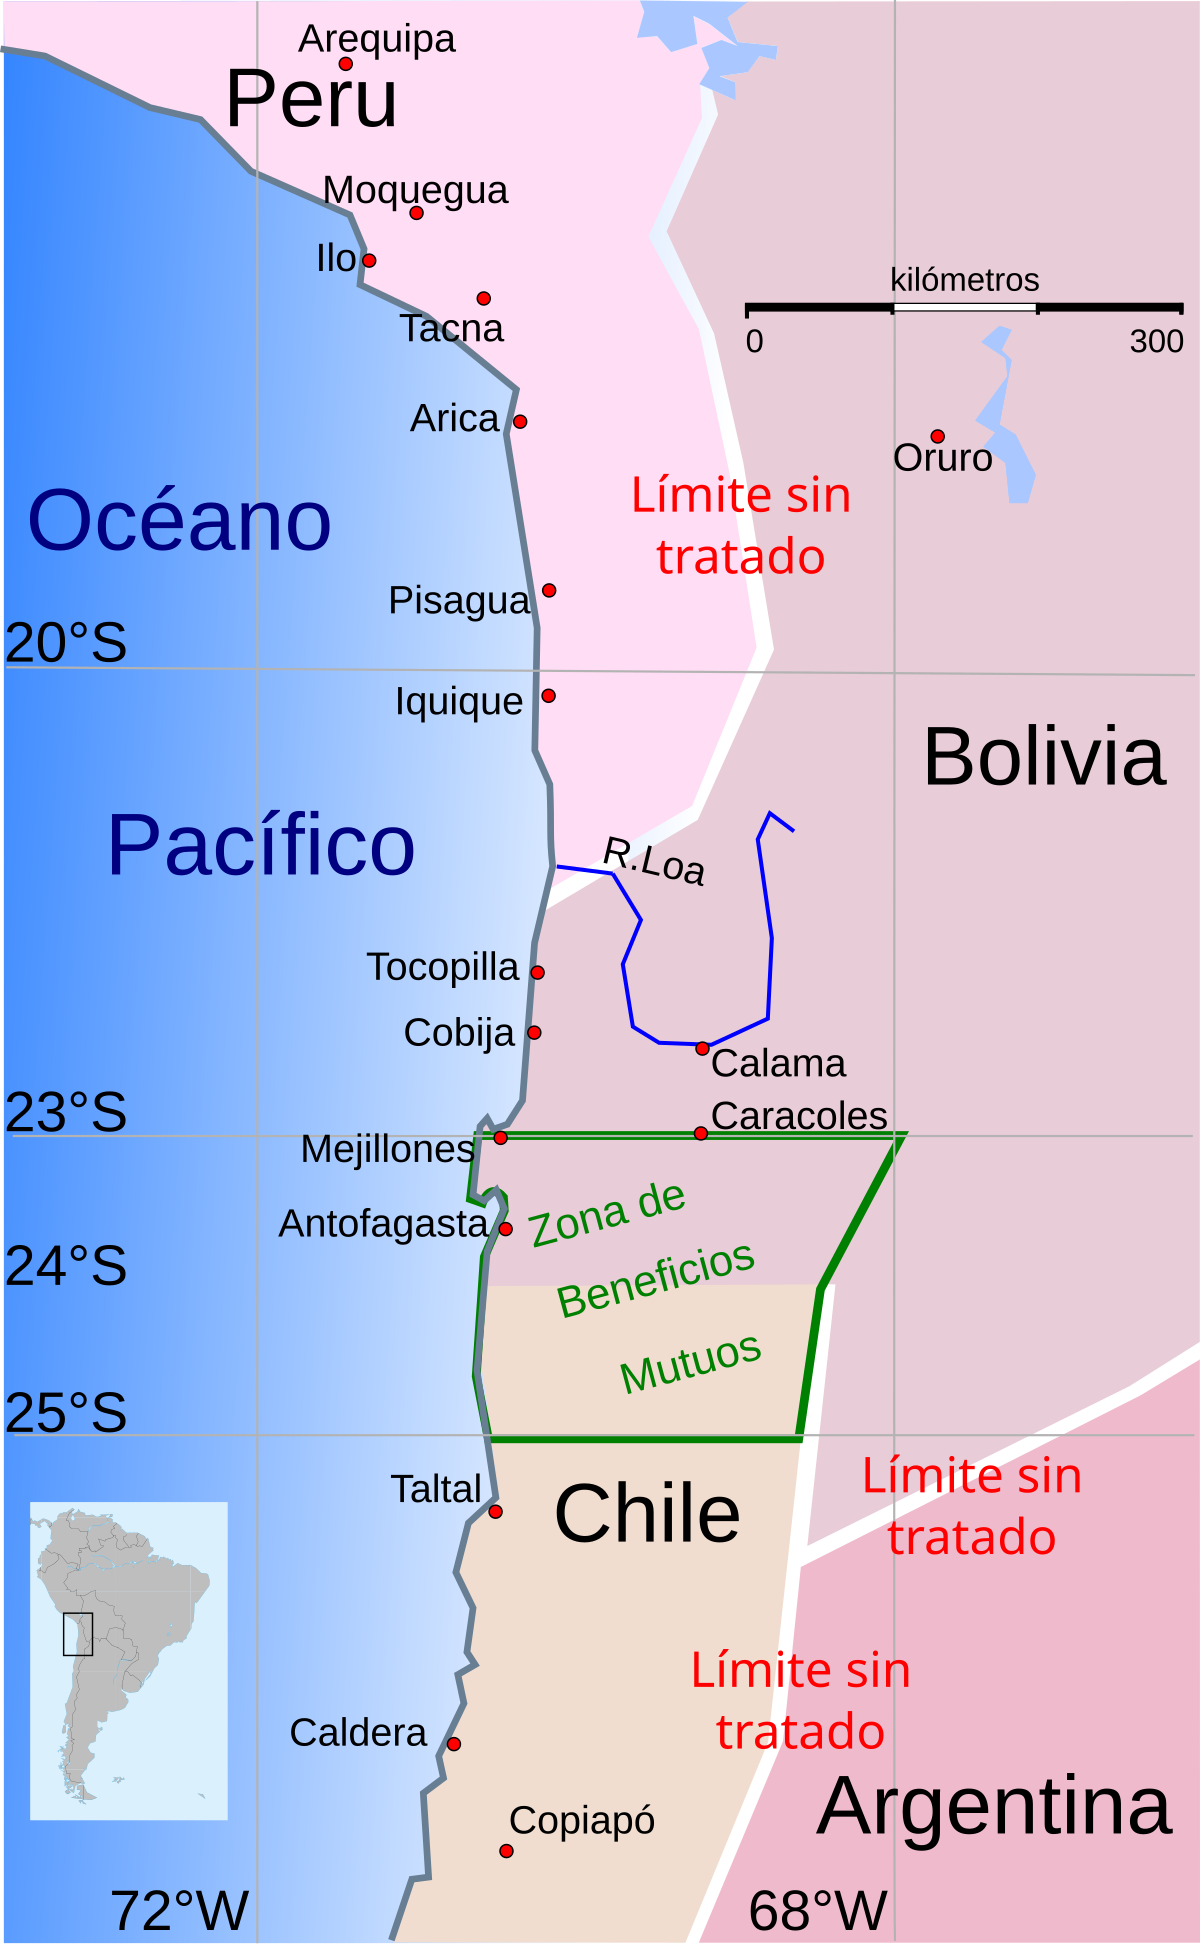 Arequipa
Peru
Moquegua
Ilo
kilómetros
Tacna
0
300
Arica
Oruro
Límite sin
tratado
Océano
Pisagua
20°S
Iquique
Bolivia
Pacífico
R.Loa
Tocopilla
Cobija
Calama
23°S
Caracoles
Mejillones
Antofagasta
Zona de
24°S
Beneficios
Mutuos
25°S
Taltal
Chile
Límite sin
tratado
Límite sin
tratado
Caldera
Argentina
Copiapó
72°W
68°W